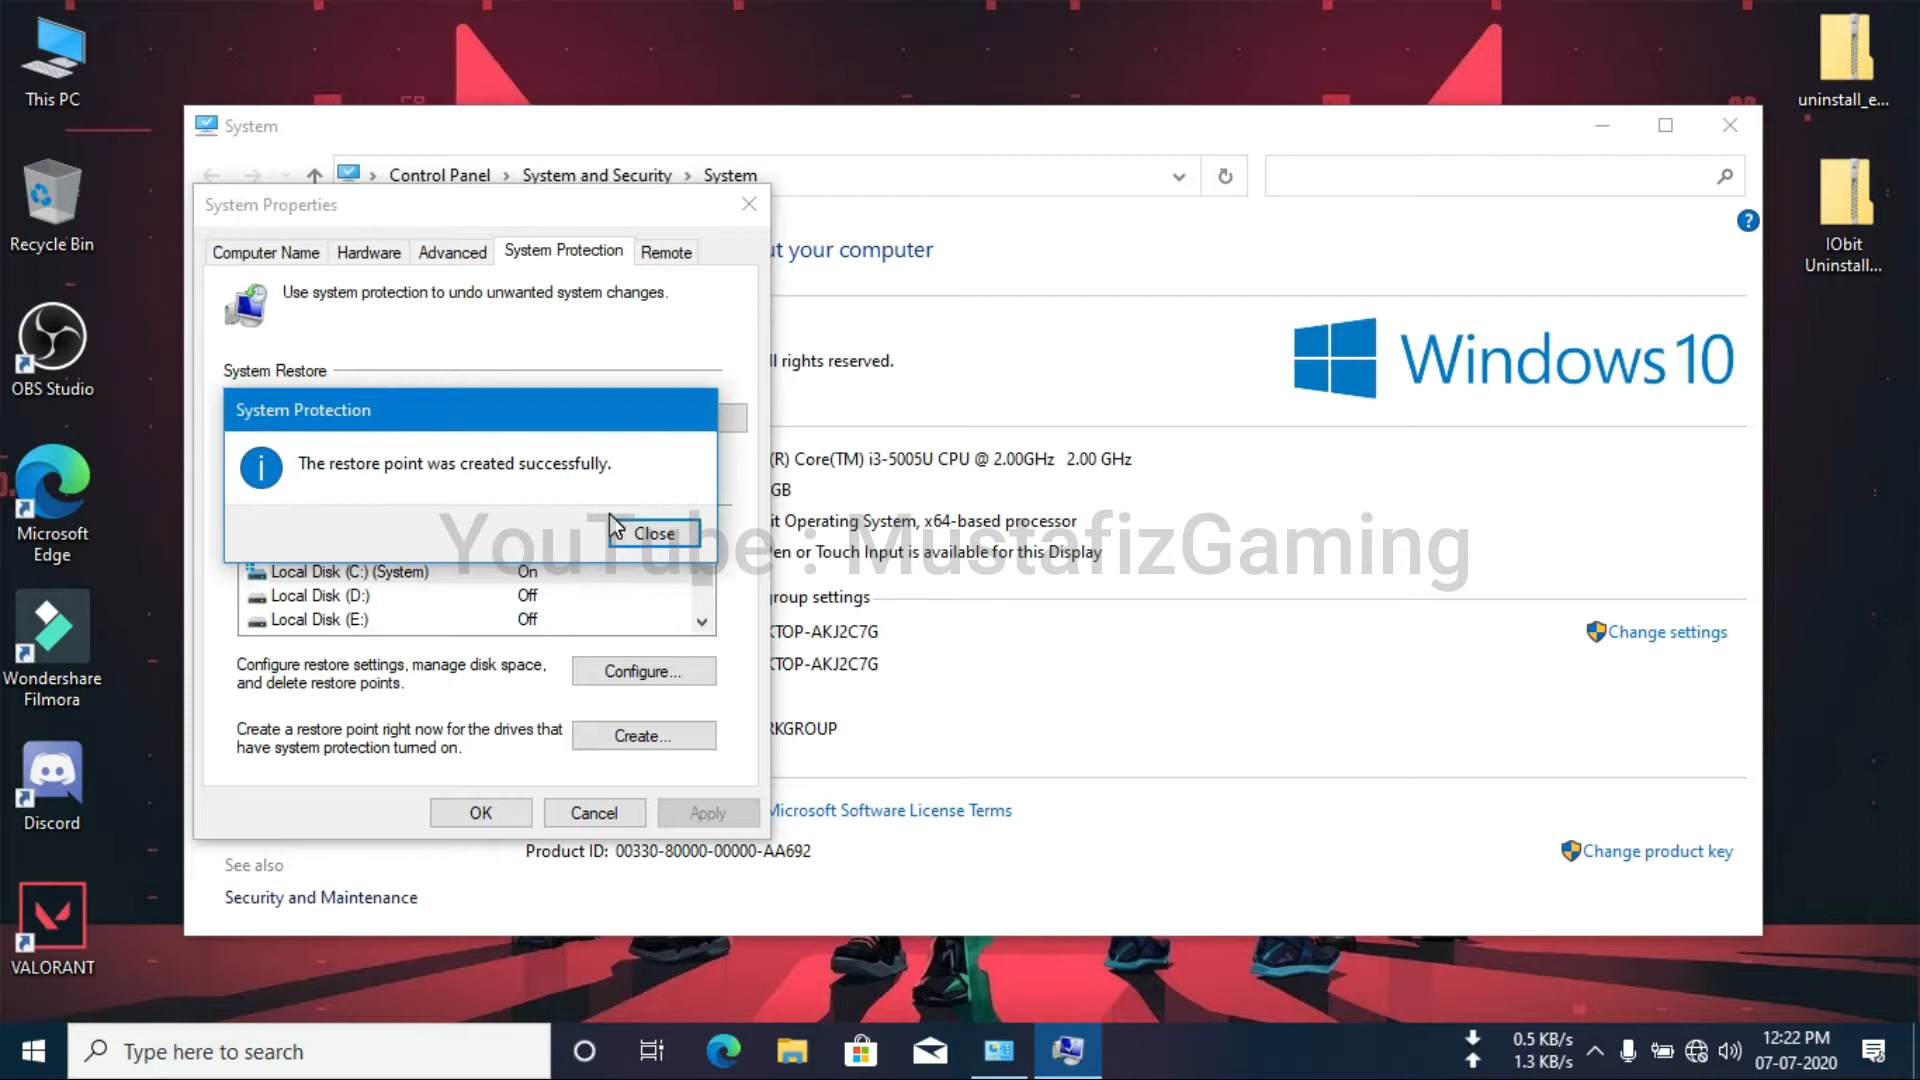 This PC
Recycle Bin
OBS Studio
Microsoft
Edge
Wondershare
Filmora
Discord
VALORANT
uninstall_e...
IObit
Uninstall...
System
Control Panel > System and Security > System
System Properties
Computer Name
Hardware
Advanced
System Protection
Remote
Use system protection to undo unwanted system changes.
System Restore
System Protection
The restore point was created successfully.
Close
Local Disk (C:) (System) On
Local Disk (D:) Off
Local Disk (E:) Off
Configure restore settings, manage disk space,
and delete restore points.
Configure...
Create a restore point right now for the drives that
have system protection turned on.
Create...
OK
Cancel
Apply
ut your computer
ll rights reserved.
Windows 10
(R) Core(TM) i3-5005U CPU @ 2.00GHz 2.00 GHz
GB
it Operating System, x64-based processor
Pen or Touch Input is available for this Display
YouTube : MustafizGaming
group settings
KTOP-AKJ2C7G
KTOP-AKJ2C7G
RKGROUP
Change settings
Microsoft Software License Terms
Product ID: 00330-80000-00000-AA692
Change product key
See also
Security and Maintenance
Type here to search
0.5 KB/s
1.3 KB/s
12:22 PM
07-07-2020